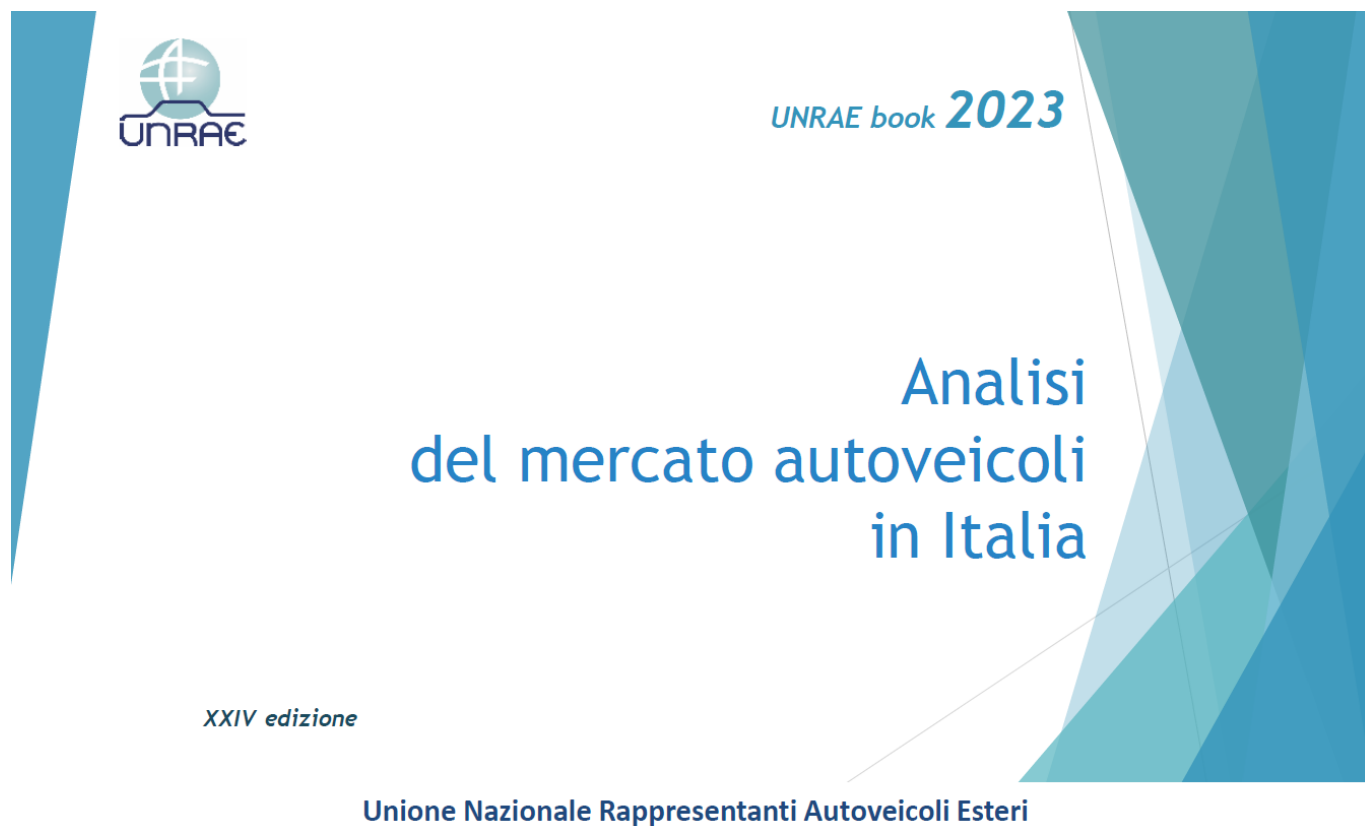 UNRAE
UNRAE book 2023
Analisi
del mercato autoveicoli
in Italia
XXIV edizione
Unione Nazionale Rappresentanti Autoveicoli Esteri